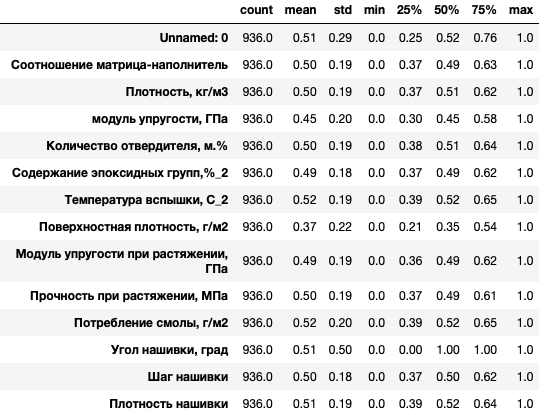 count mean std min 25% 50% 75% max
Unnamed: 0 936.0 0.51 0.29 0.0 0.25 0.52 0.76 1.0
Соотношение матрица-наполнитель 936.0 0.50 0.19 0.0 0.37 0.49 0.63 1.0
Плотность, кг/м3 936.0 0.50 0.19 0.0 0.37 0.51 0.62 1.0
модуль упругости, ГПа 936.0 0.45 0.20 0.0 0.30 0.45 0.58 1.0
Количество отвердителя, м.% 936.0 0.50 0.19 0.0 0.38 0.51 0.64 1.0
Содержание эпоксидных групп,%_2 936.0 0.49 0.18 0.0 0.37 0.49 0.62 1.0
Температура вспышки, С_2 936.0 0.52 0.19 0.0 0.39 0.52 0.65 1.0
Поверхностная плотность, г/м2 936.0 0.37 0.22 0.0 0.21 0.35 0.54 1.0
Модуль упругости при растяжении,
ГПа 936.0 0.49 0.19 0.0 0.36 0.49 0.62 1.0
Прочность при растяжении, МПа 936.0 0.50 0.19 0.0 0.37 0.49 0.61 1.0
Потребление смолы, г/м2 936.0 0.52 0.20 0.0 0.39 0.52 0.65 1.0
Угол нашивки, град 936.0 0.51 0.50 0.0 0.00 1.00 1.00 1.0
Шаг нашивки 936.0 0.50 0.18 0.0 0.37 0.50 0.62 1.0
Плотность нашивки 936.0 0.51 0.19 0.0 0.39 0.52 0.64 1.0